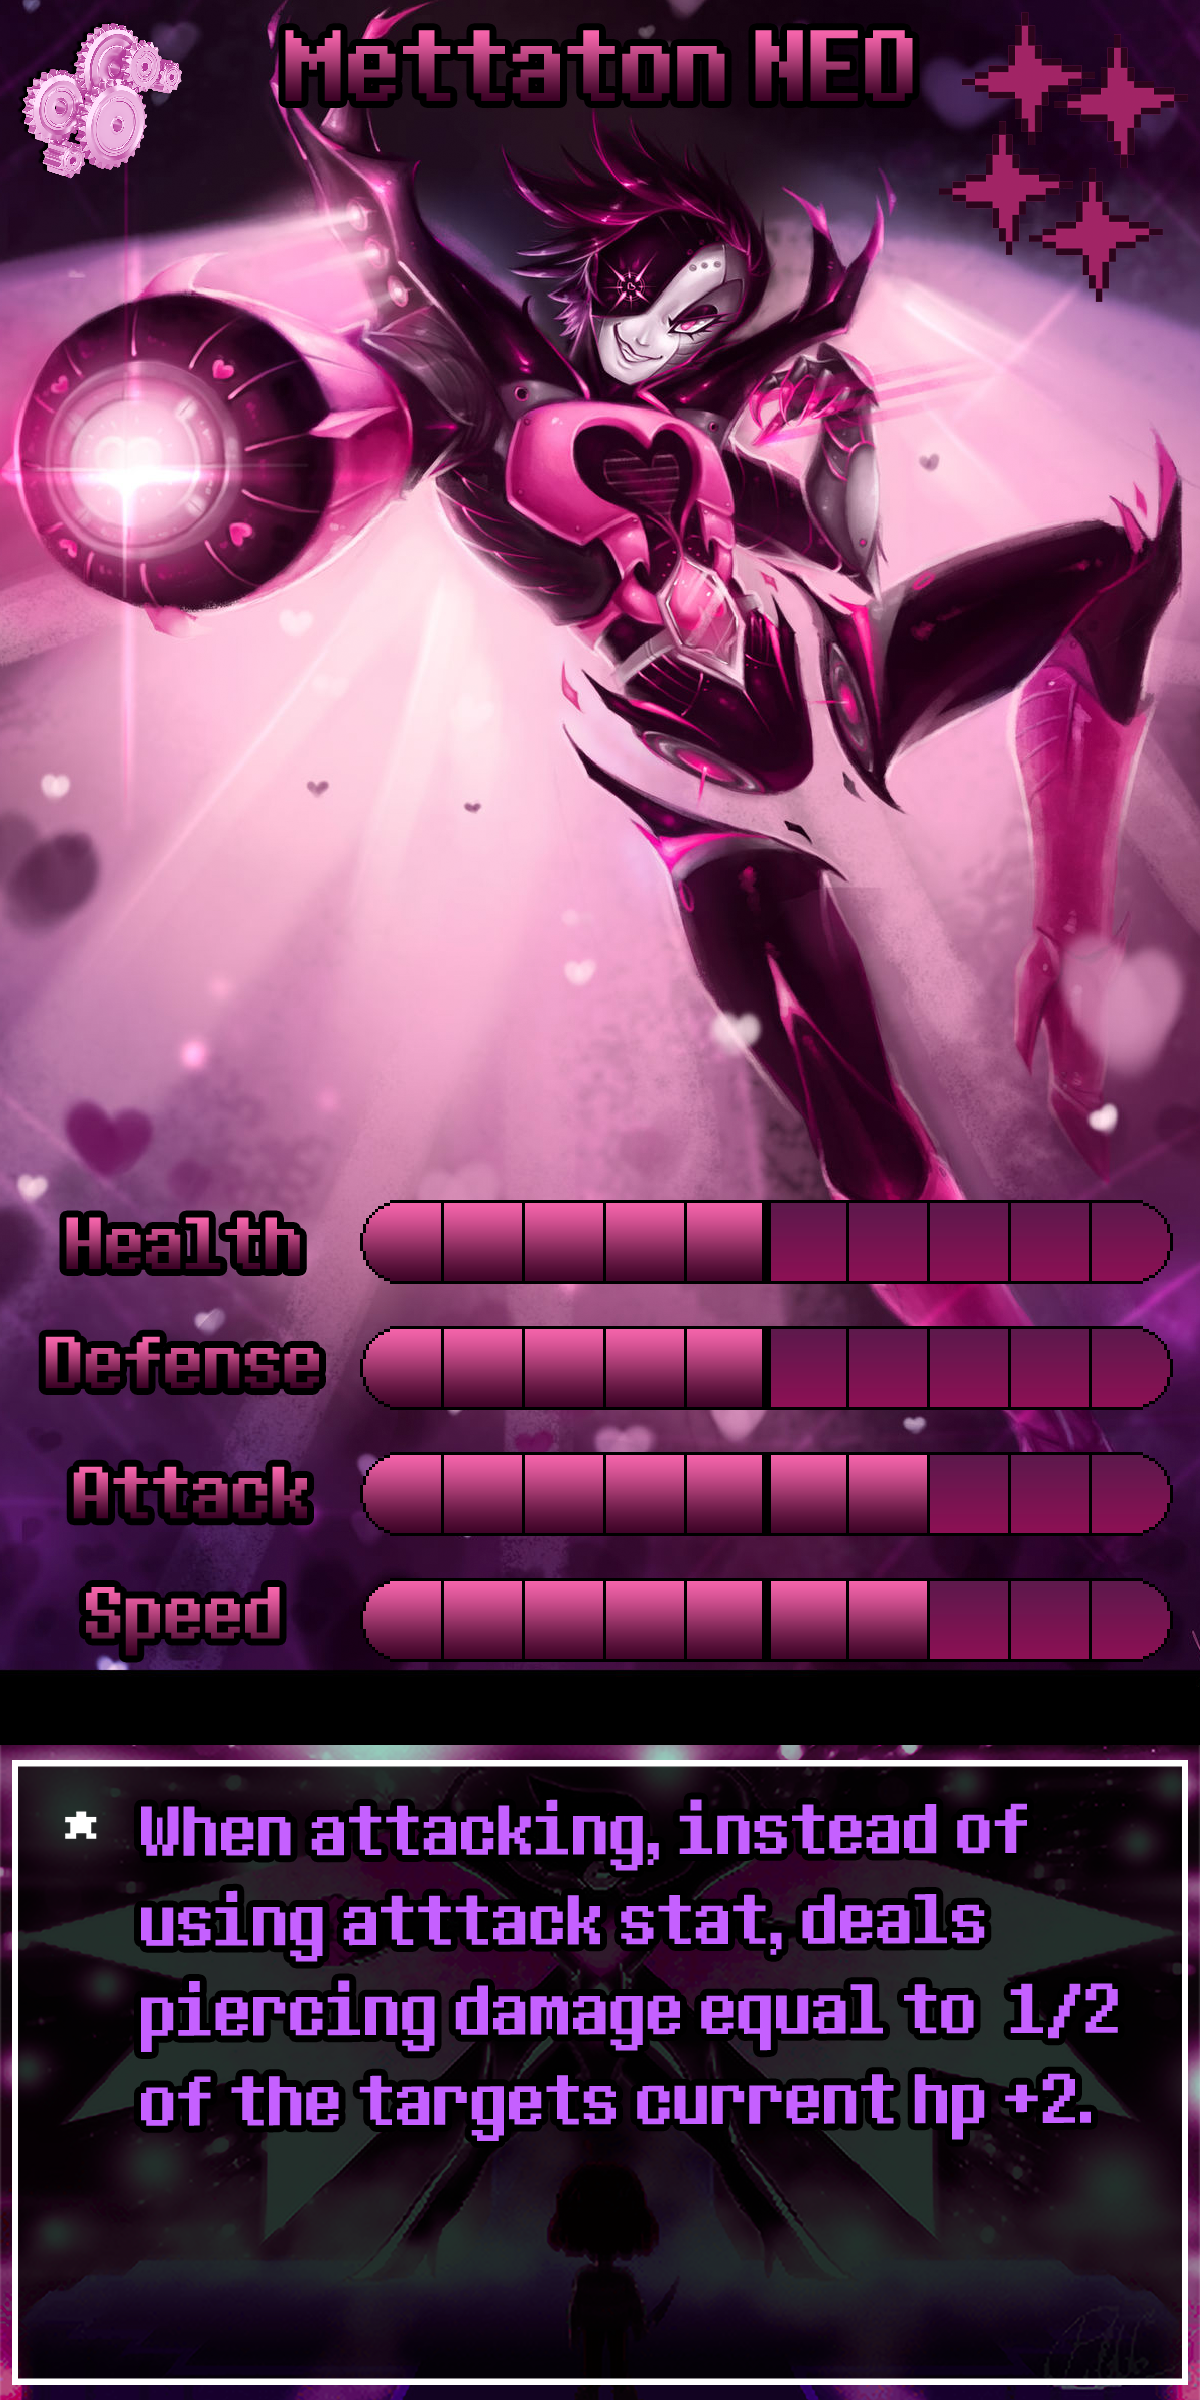 Mettaton NEO
Health
Defense
Attack
Speed
* When attacking, instead of
using atttack stat, deals
piercing damage equal to 1/2
of the targets current hp +2.